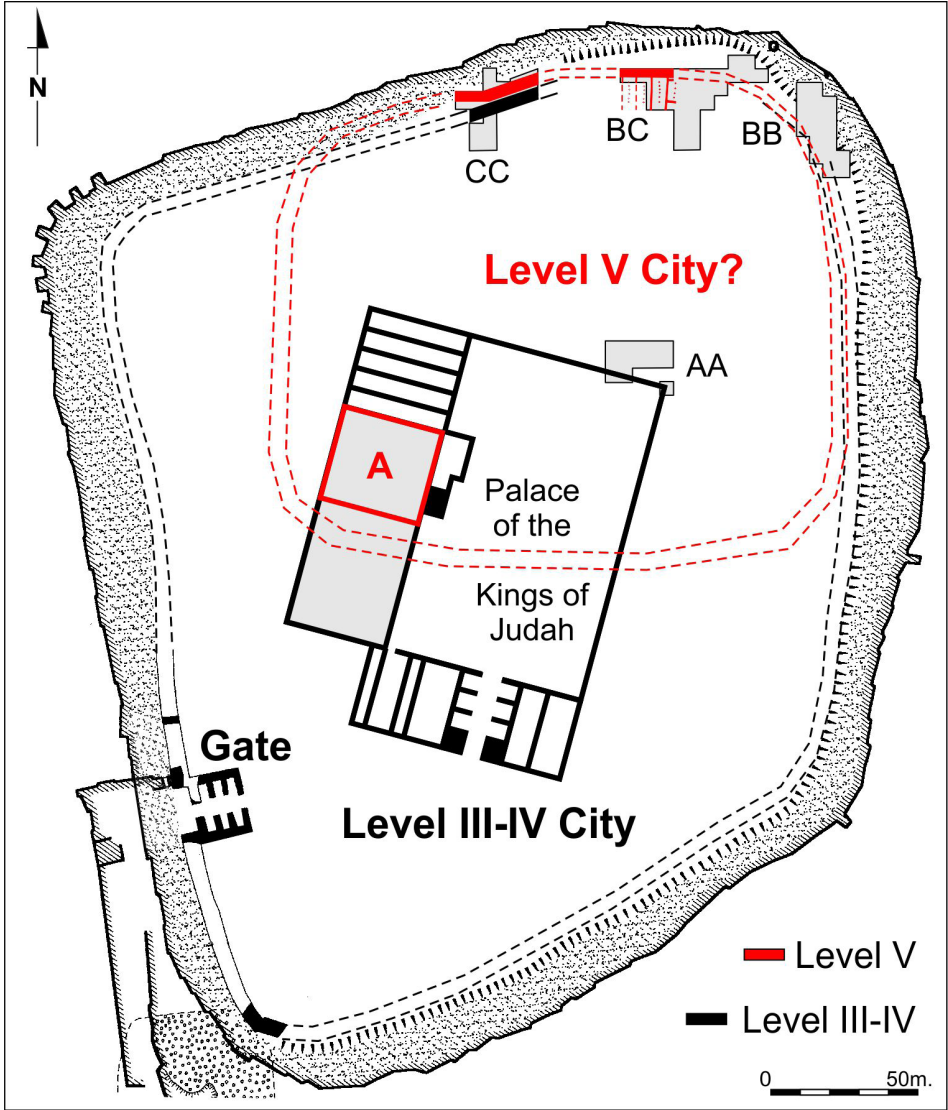 N
CC
BC
BB
Level V City?
AA
A
Palace
of the
Kings of
Judah
Gate
Level III-IV City
Level V
Level III-IV
0 50m.